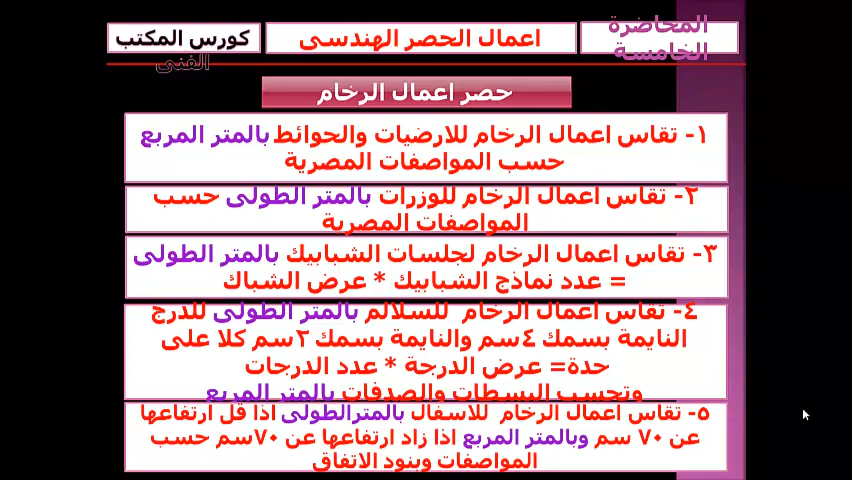 المحاضرة
الخامسة
اعمال الحصر الهندسى
كورس المكتب
الفنى
حصر اعمال الرخام
١- تقاس اعمال الرخام للارضيات والحوائط بالمتر المربع
حسب المواصفات المصرية
٢- تقاس اعمال الرخام للوزرات بالمتر الطولى حسب
المواصفات المصرية
٣- تقاس اعمال الرخام لجلسات الشبابيك بالمتر الطولى
= عدد نماذج الشبابيك * عرض الشباك
٤- تقاس اعمال الرخام للسلالم بالمتر الطولى للدرج
النايمة بسمك ٤سم والنايمة بسمك ٢سم كلا على
حدة= عرض الدرجة * عدد الدرجات
وتحسب البسطات والصدفات بالمتر المربع
٥- تقاس اعمال الرخام للاسفال بالمترالطولى اذا قل ارتفاعها
عن ٧٠ سم وبالمتر المربع اذا زاد ارتفاعها عن ٧٠سم حسب
المواصفات وبنود الاتفاق